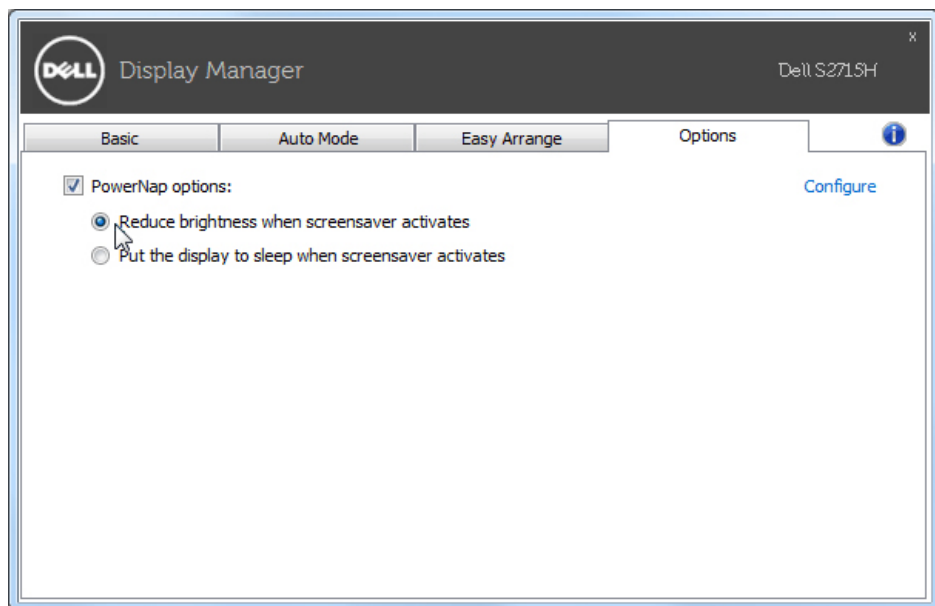 x
DELL Display Manager
Dell S2715H
Basic Auto Mode Easy Arrange Options i
PowerNap options: Configure
Reduce brightness when screensaver activates
Put the display to sleep when screensaver activates